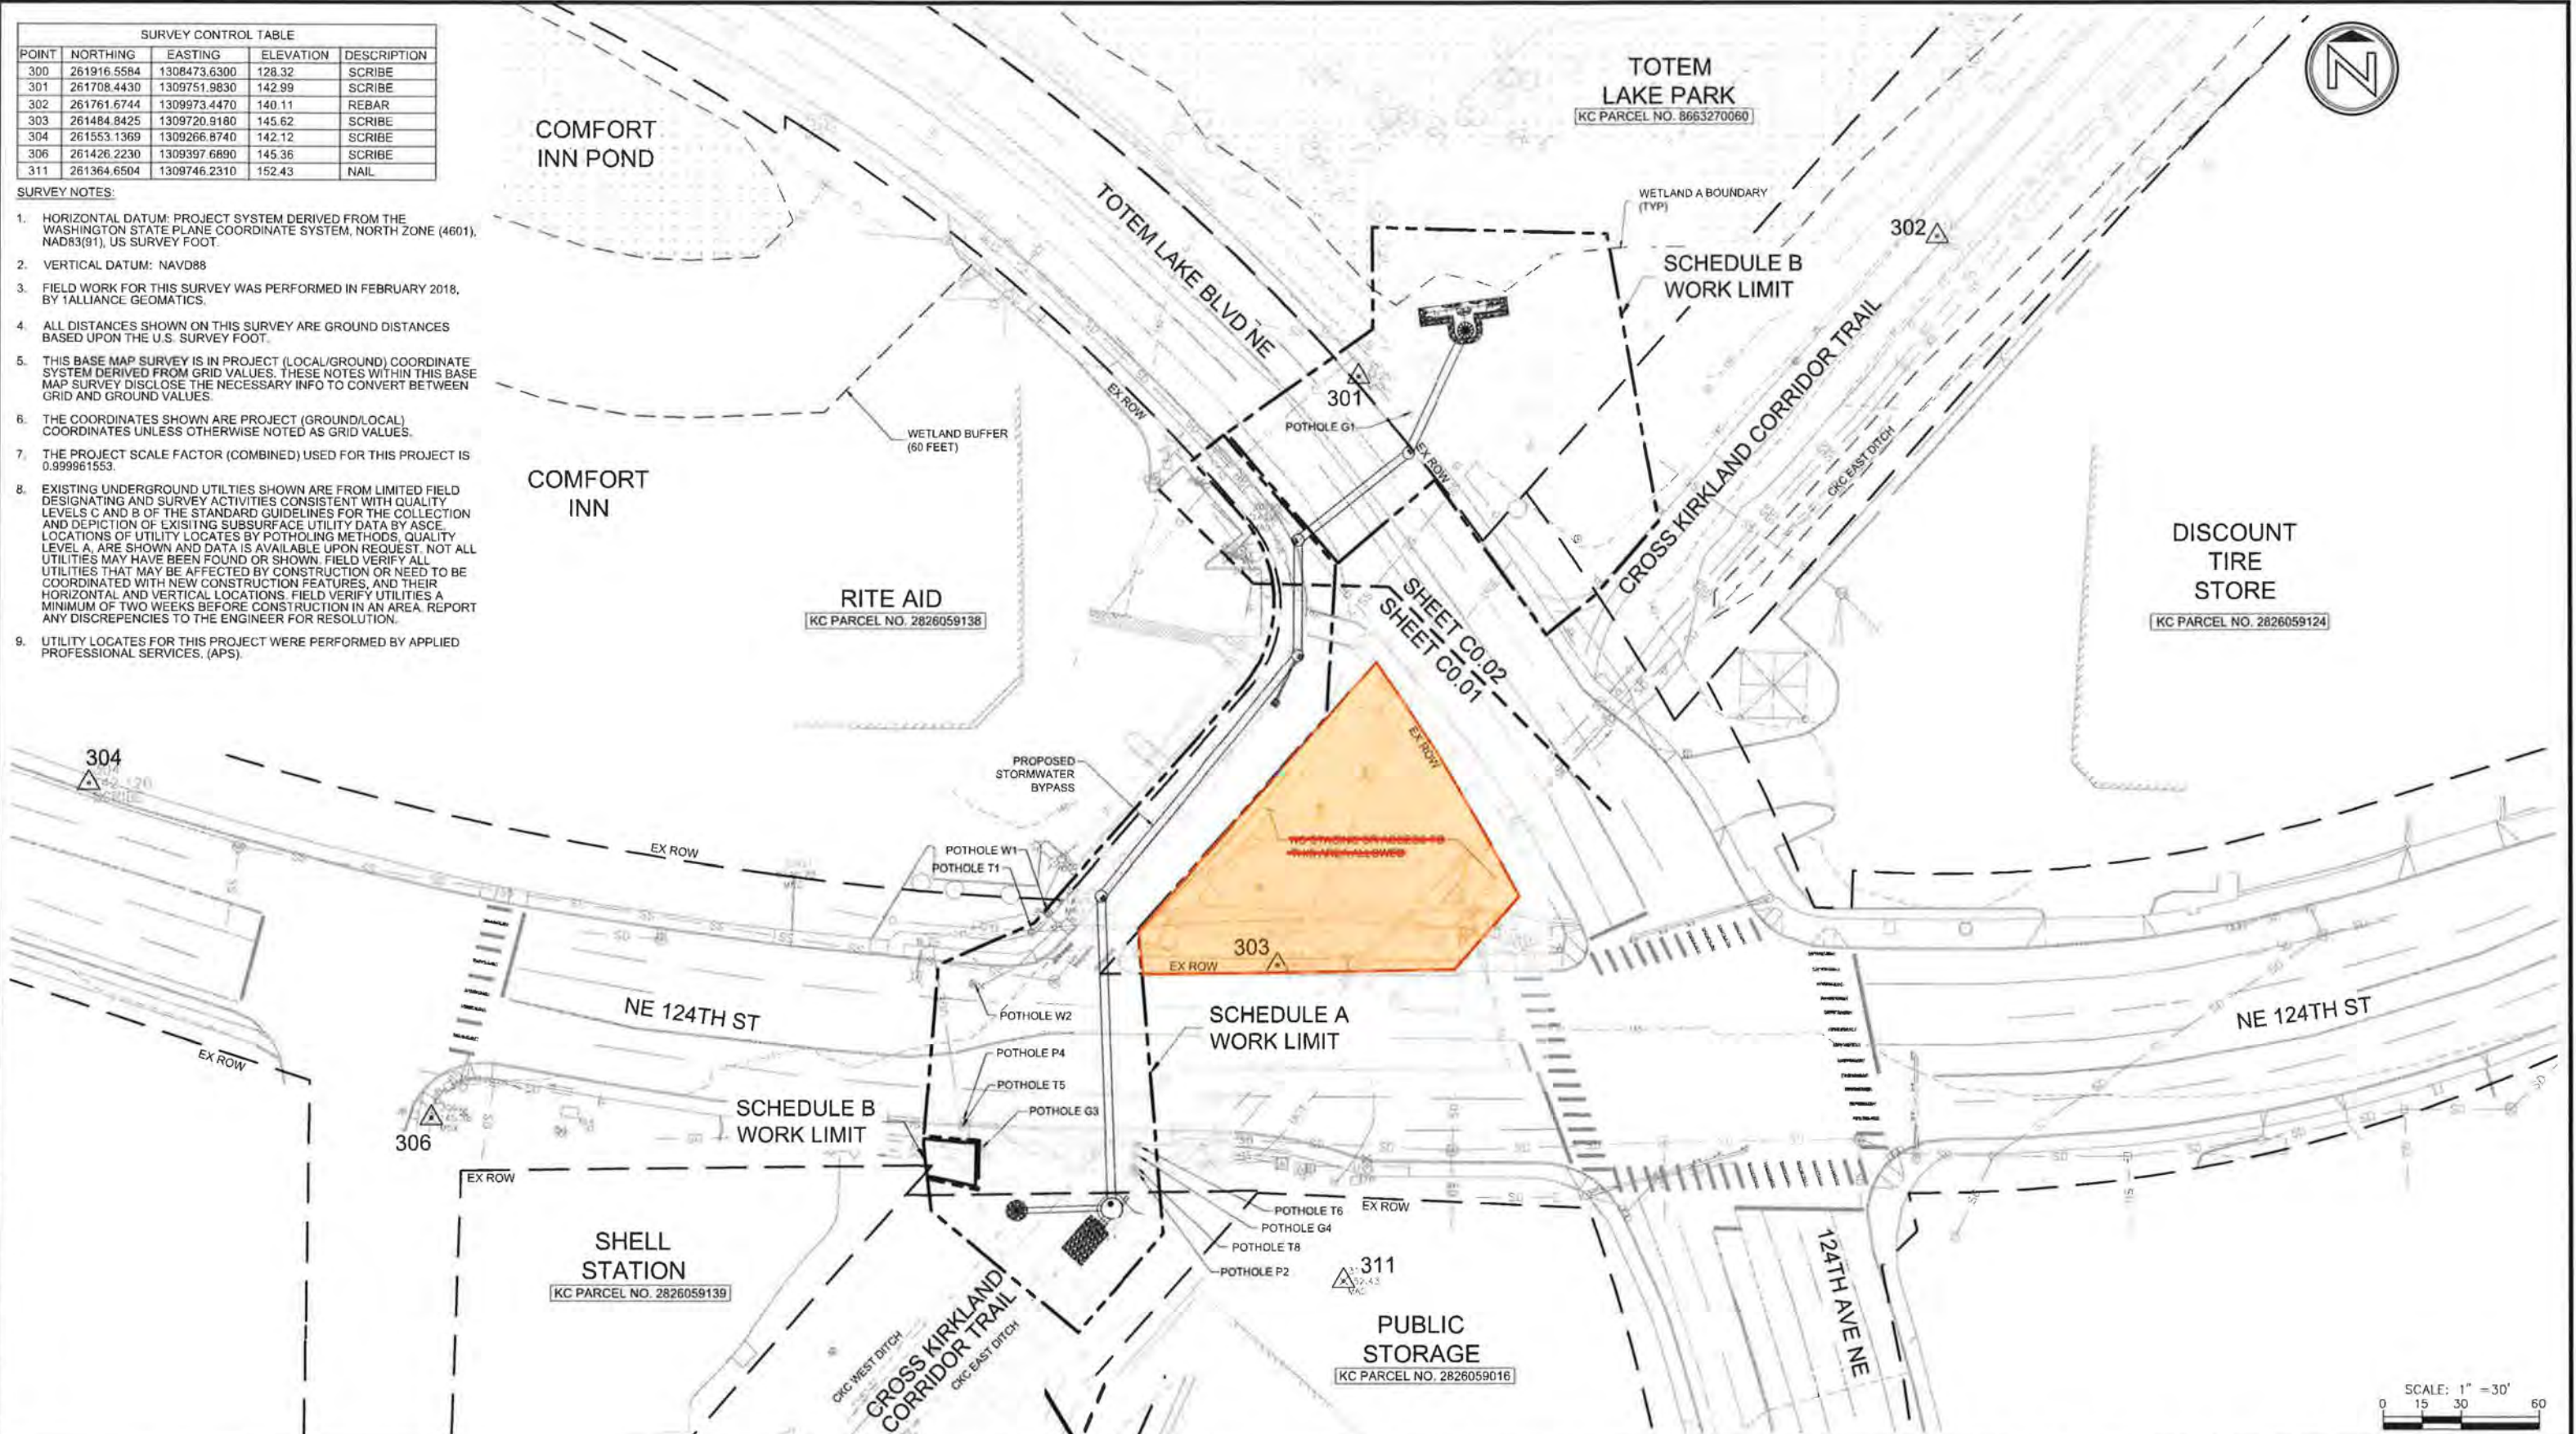 SURVEY CONTROL TABLE
POINT NORTHING EASTING ELEVATION DESCRIPTION
300 261916.5584 1308473.6300 128.32 SCRIBE
301 261708.4430 1309751.9830 142.99 SCRIBE
302 261761.6744 1309973.4470 140.11 REBAR
303 261484.8425 1309720.9180 145.62 SCRIBE
304 261553.1369 1309266.8740 142.12 SCRIBE
306 261426.2230 1309397.6890 145.36 SCRIBE
311 261364.6504 1309746.2310 152.43 NAIL
SURVEY NOTES:
1. HORIZONTAL DATUM: PROJECT SYSTEM DERIVED FROM THE
WASHINGTON STATE PLANE COORDINATE SYSTEM, NORTH ZONE (4601),
NAD83(91), US SURVEY FOOT.
2. VERTICAL DATUM: NAVD88
3. FIELD WORK FOR THIS SURVEY WAS PERFORMED IN FEBRUARY 2018,
BY 1ALLIANCE GEOMATICS.
4. ALL DISTANCES SHOWN ON THIS SURVEY ARE GROUND DISTANCES
BASED UPON THE U.S. SURVEY FOOT.
5. THIS BASE MAP SURVEY IS IN PROJECT (LOCAL/GROUND) COORDINATE
SYSTEM DERIVED FROM GRID VALUES. THESE NOTES WITHIN THIS BASE
MAP SURVEY DISCLOSE THE NECESSARY INFO TO CONVERT BETWEEN
GRID AND GROUND VALUES.
6. THE COORDINATES SHOWN ARE PROJECT (GROUND/LOCAL)
COORDINATES UNLESS OTHERWISE NOTED AS GRID VALUES.
7. THE PROJECT SCALE FACTOR (COMBINED) USED FOR THIS PROJECT IS
0.999961553.
8. EXISTING UNDERGROUND UTILTIES SHOWN ARE FROM LIMITED FIELD
DESIGNATING AND SURVEY ACTIVITIES CONSISTENT WITH QUALITY
LEVELS C AND B OF THE STANDARD GUIDELINES FOR THE COLLECTION
AND DEPICTION OF EXISITNG SUBSURFACE UTILITY DATA BY ASCE.
LOCATIONS OF UTILITY LOCATES BY POTHOLING METHODS, QUALITY
LEVEL A, ARE SHOWN AND DATA IS AVAILABLE UPON REQUEST. NOT ALL
UTILITIES MAY HAVE BEEN FOUND OR SHOWN. FIELD VERIFY ALL
UTILITIES THAT MAY BE AFFECTED BY CONSTRUCTION OR NEED TO BE
COORDINATED WITH NEW CONSTRUCTION FEATURES, AND THEIR
HORIZONTAL AND VERTICAL LOCATIONS. FIELD VERIFY UTILITIES A
MINIMUM OF TWO WEEKS BEFORE CONSTRUCTION IN AN AREA. REPORT
ANY DISCREPENCIES TO THE ENGINEER FOR RESOLUTION.
9. UTILITY LOCATES FOR THIS PROJECT WERE PERFORMED BY APPLIED
PROFESSIONAL SERVICES, (APS).
COMFORT
INN POND
TOTEM
LAKE PARK
KC PARCEL NO. 8663270060
N
WETLAND A BOUNDARY
(TYP)
302
SCHEDULE B
WORK LIMIT
TOTEM LAKE BLVD NE
CROSS KIRKLAND CORRIDOR TRAIL
CKC EAST DITCH
301
POTHOLE G1
EX ROW
EX ROW
WETLAND BUFFER
(60 FEET)
COMFORT
INN
RITE AID
KC PARCEL NO. 2826059138
DISCOUNT
TIRE
STORE
KC PARCEL NO. 2826059124
SHEET C0.02
SHEET C0.01
EX ROW
304
PROPOSED
STORMWATER
BYPASS
NO STAGING OR ACCESS TO
THIS AREA ALLOWED
EX ROW
POTHOLE W1
POTHOLE T1
303
EX ROW
NE 124TH ST
POTHOLE W2
SCHEDULE A
WORK LIMIT
NE 124TH ST
EX ROW
POTHOLE P4
POTHOLE T5
POTHOLE G3
SCHEDULE B
WORK LIMIT
306
EX ROW
POTHOLE T6
POTHOLE G4
POTHOLE T8
POTHOLE P2
EX ROW
SHELL
STATION
KC PARCEL NO. 2826059139
311
PUBLIC
STORAGE
KC PARCEL NO. 2826059016
CKC WEST DITCH
CROSS KIRKLAND
CORRIDOR TRAIL
CKC EAST DITCH
124TH AVE NE
SCALE: 1" =30'
0 15 30 60